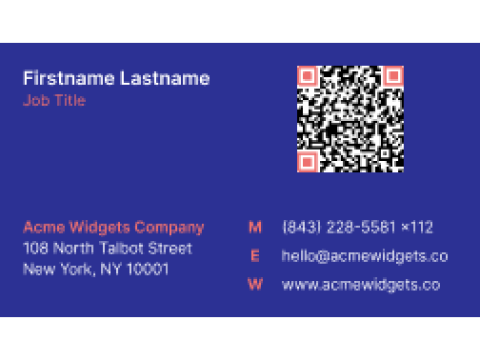 Firstname Lastname
Job Title
Acme Widgets Company
108 North Talbot Street
New York, NY 10001
M (843) 228-5581 ×112
E hello@acmewidgets.co
W www.acmewidgets.co